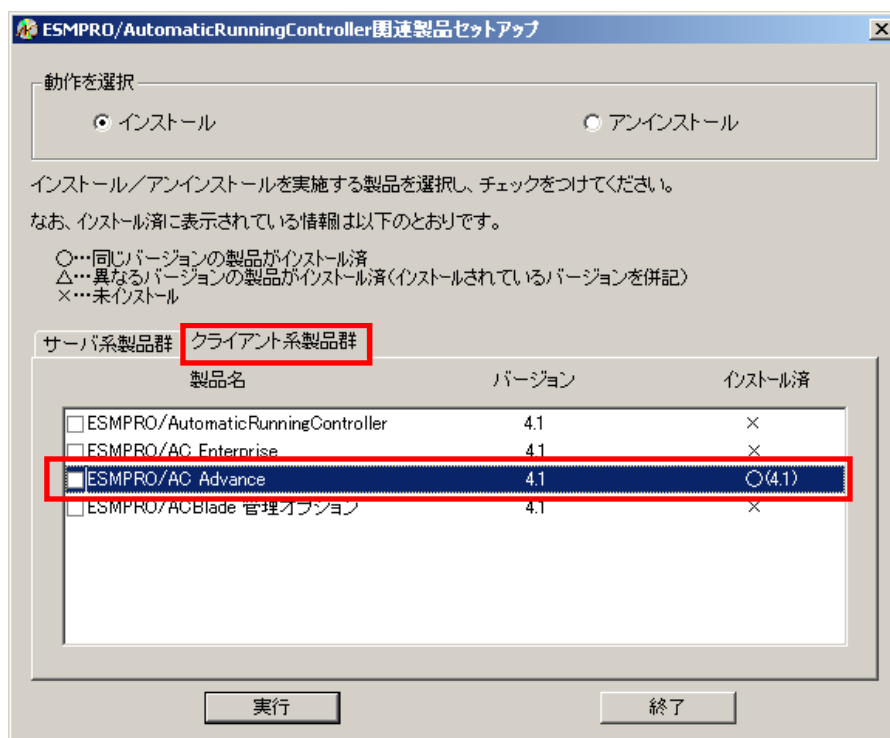 ESMPRO/AutomaticRunningController関連製品セットアップ
動作を選択
インストール アンインストール
インストール／アンインストールを実施する製品を選択し、チェックをつけてください。
なお、インストール済に表示されている情報は以下のとおりです。
○…同じバージョンの製品がインストール済
△…異なるバージョンの製品がインストール済(インストールされているバージョンを併記)
×…未インストール
サーバ系製品群 クライアント系製品群
製品名 バージョン インストール済
ESMPRO/AutomaticRunningController 4.1 ×
ESMPRO/AC Enterprise 4.1 ×
ESMPRO/AC Advance 4.1 ○(4.1)
ESMPRO/ACBlade 管理オプション 4.1 ×
実行 終了